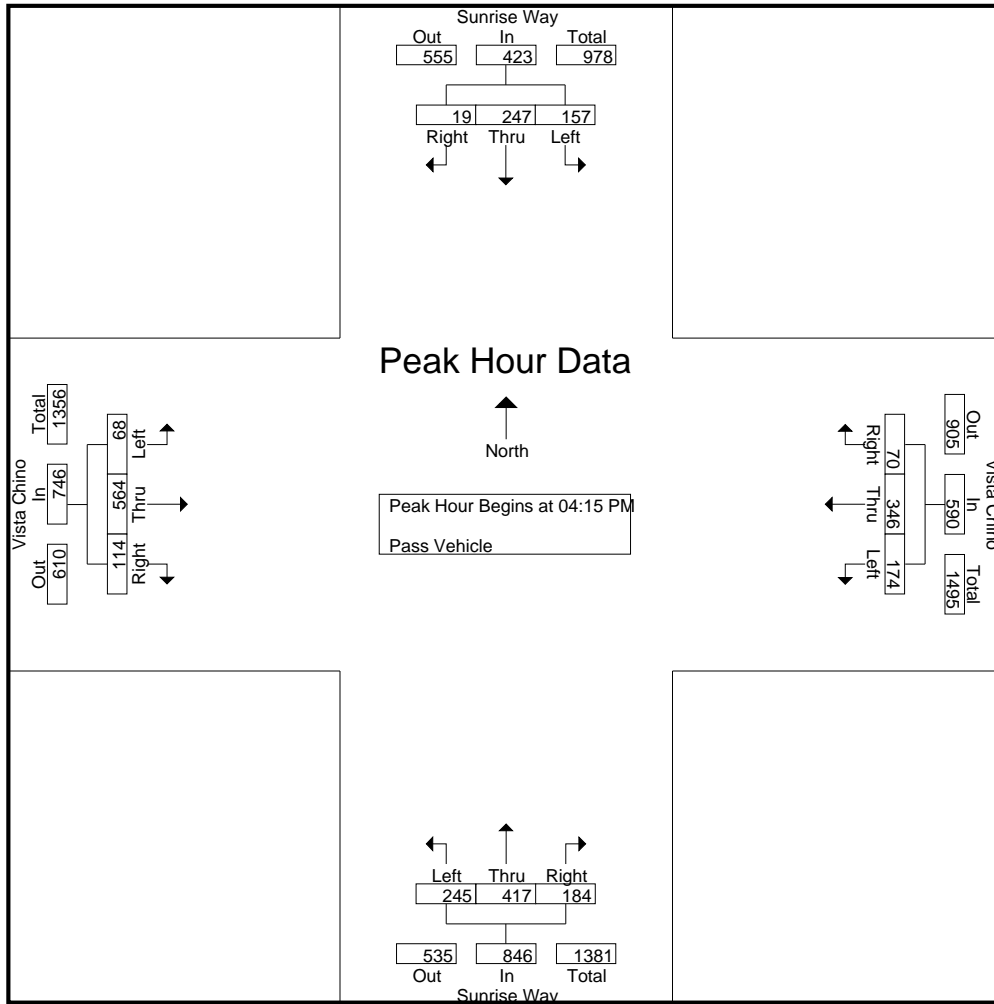 Sunrise Way
Out In Total
555 423 978
19 247 157
Right Thru Left
Peak Hour Data
North
Peak Hour Begins at 04:15 PM
Pass Vehicle
Vista Chino
Total In Out
1356 746 610
68 564 114
Left Thru Right
Vista Chino
Out In Total
905 590 1495
70 346 174
Right Thru Left
Left Thru Right
245 417 184
535 846 1381
Out In Total
Sunrise Way